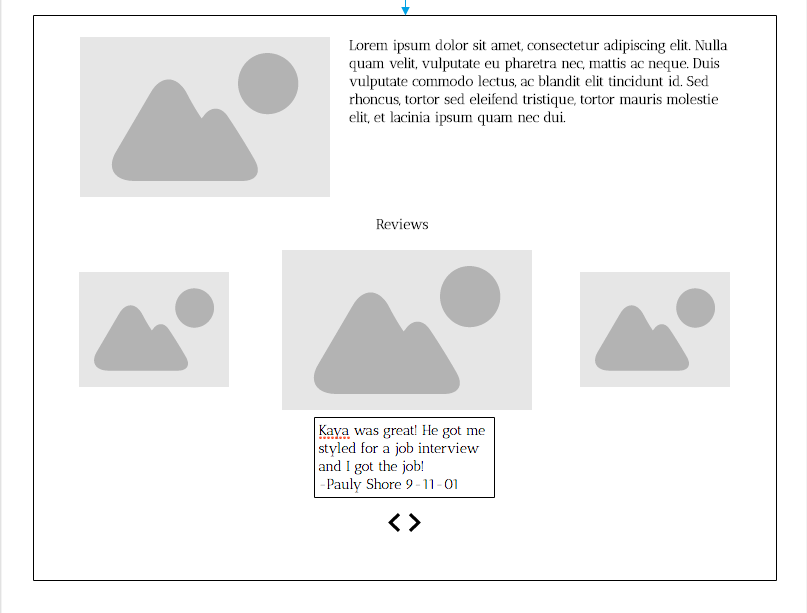 Lorem ipsum dolor sit amet, consectetur adipiscing elit. Nulla
quam velit, vulputate eu pharetra nec, mattis ac neque. Duis
vulputate commodo lectus, ac blandit elit tincidunt id. Sed
rhoncus, tortor sed eleifend tristique, tortor mauris molestie
elit, et lacinia ipsum quam nec dui.
Reviews
Kaya was great! He got me
styled for a job interview
and I got the job!
-Pauly Shore 9-11-01